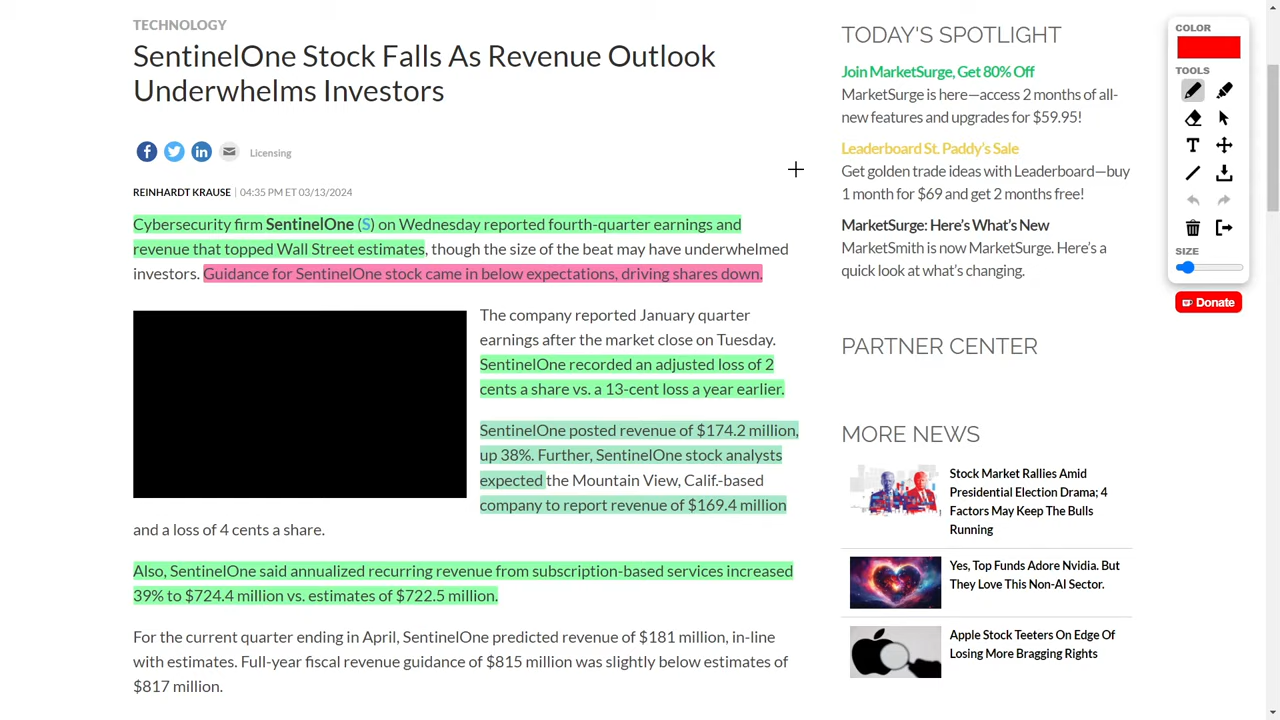 TECHNOLOGY
SentinelOne Stock Falls As Revenue Outlook
Underwhelms Investors
Licensing
REINHARDT KRAUSE | 04:35 PM ET 03/13/2024
Cybersecurity firm SentinelOne (S) on Wednesday reported fourth-quarter earnings and
revenue that topped Wall Street estimates, though the size of the beat may have underwhelmed
investors. Guidance for SentinelOne stock came in below expectations, driving shares down.
The company reported January quarter
earnings after the market close on Tuesday.
SentinelOne recorded an adjusted loss of 2
cents a share vs. a 13-cent loss a year earlier.
SentinelOne posted revenue of $174.2 million,
up 38%. Further, SentinelOne stock analysts
expected the Mountain View, Calif.-based
company to report revenue of $169.4 million
and a loss of 4 cents a share.
Also, SentinelOne said annualized recurring revenue from subscription-based services increased
39% to $724.4 million vs. estimates of $722.5 million.
For the current quarter ending in April, SentinelOne predicted revenue of $181 million, in-line
with estimates. Full-year fiscal revenue guidance of $815 million was slightly below estimates of
$817 million.
TODAY'S SPOTLIGHT
Join MarketSurge, Get 80% Off
MarketSurge is here—access 2 months of all-
new features and upgrades for $59.95!
Leaderboard St. Paddy's Sale
Get golden trade ideas with Leaderboard—buy
1 month for $69 and get 2 months free!
MarketSurge: Here's What's New
MarketSmith is now MarketSurge. Here's a
quick look at what's changing.
PARTNER CENTER
MORE NEWS
Stock Market Rallies Amid
Presidential Election Drama; 4
Factors May Keep The Bulls
Running
Yes, Top Funds Adore Nvidia. But
They Love This Non-AI Sector.
Apple Stock Teeters On Edge Of
Losing More Bragging Rights
COLOR
TOOLS
T
SIZE
Donate